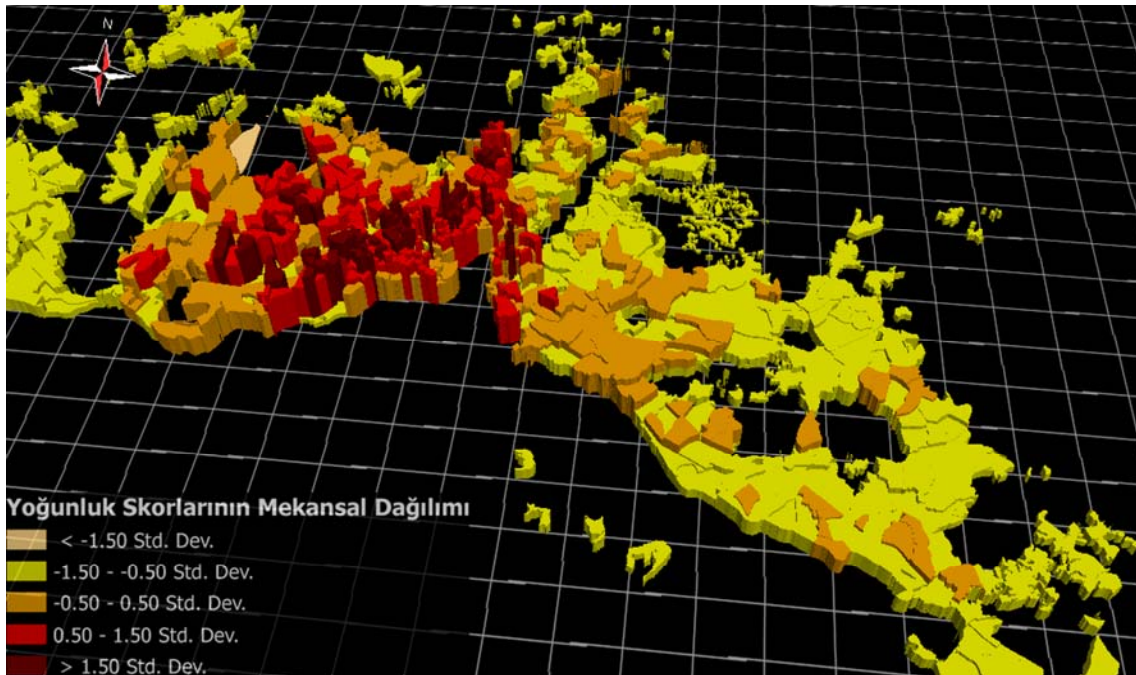 N
Yoğunluk Skorlarının Mekansal Dağılımı
< -1.50 Std. Dev.
-1.50 - -0.50 Std. Dev.
-0.50 - 0.50 Std. Dev.
0.50 - 1.50 Std. Dev.
> 1.50 Std. Dev.